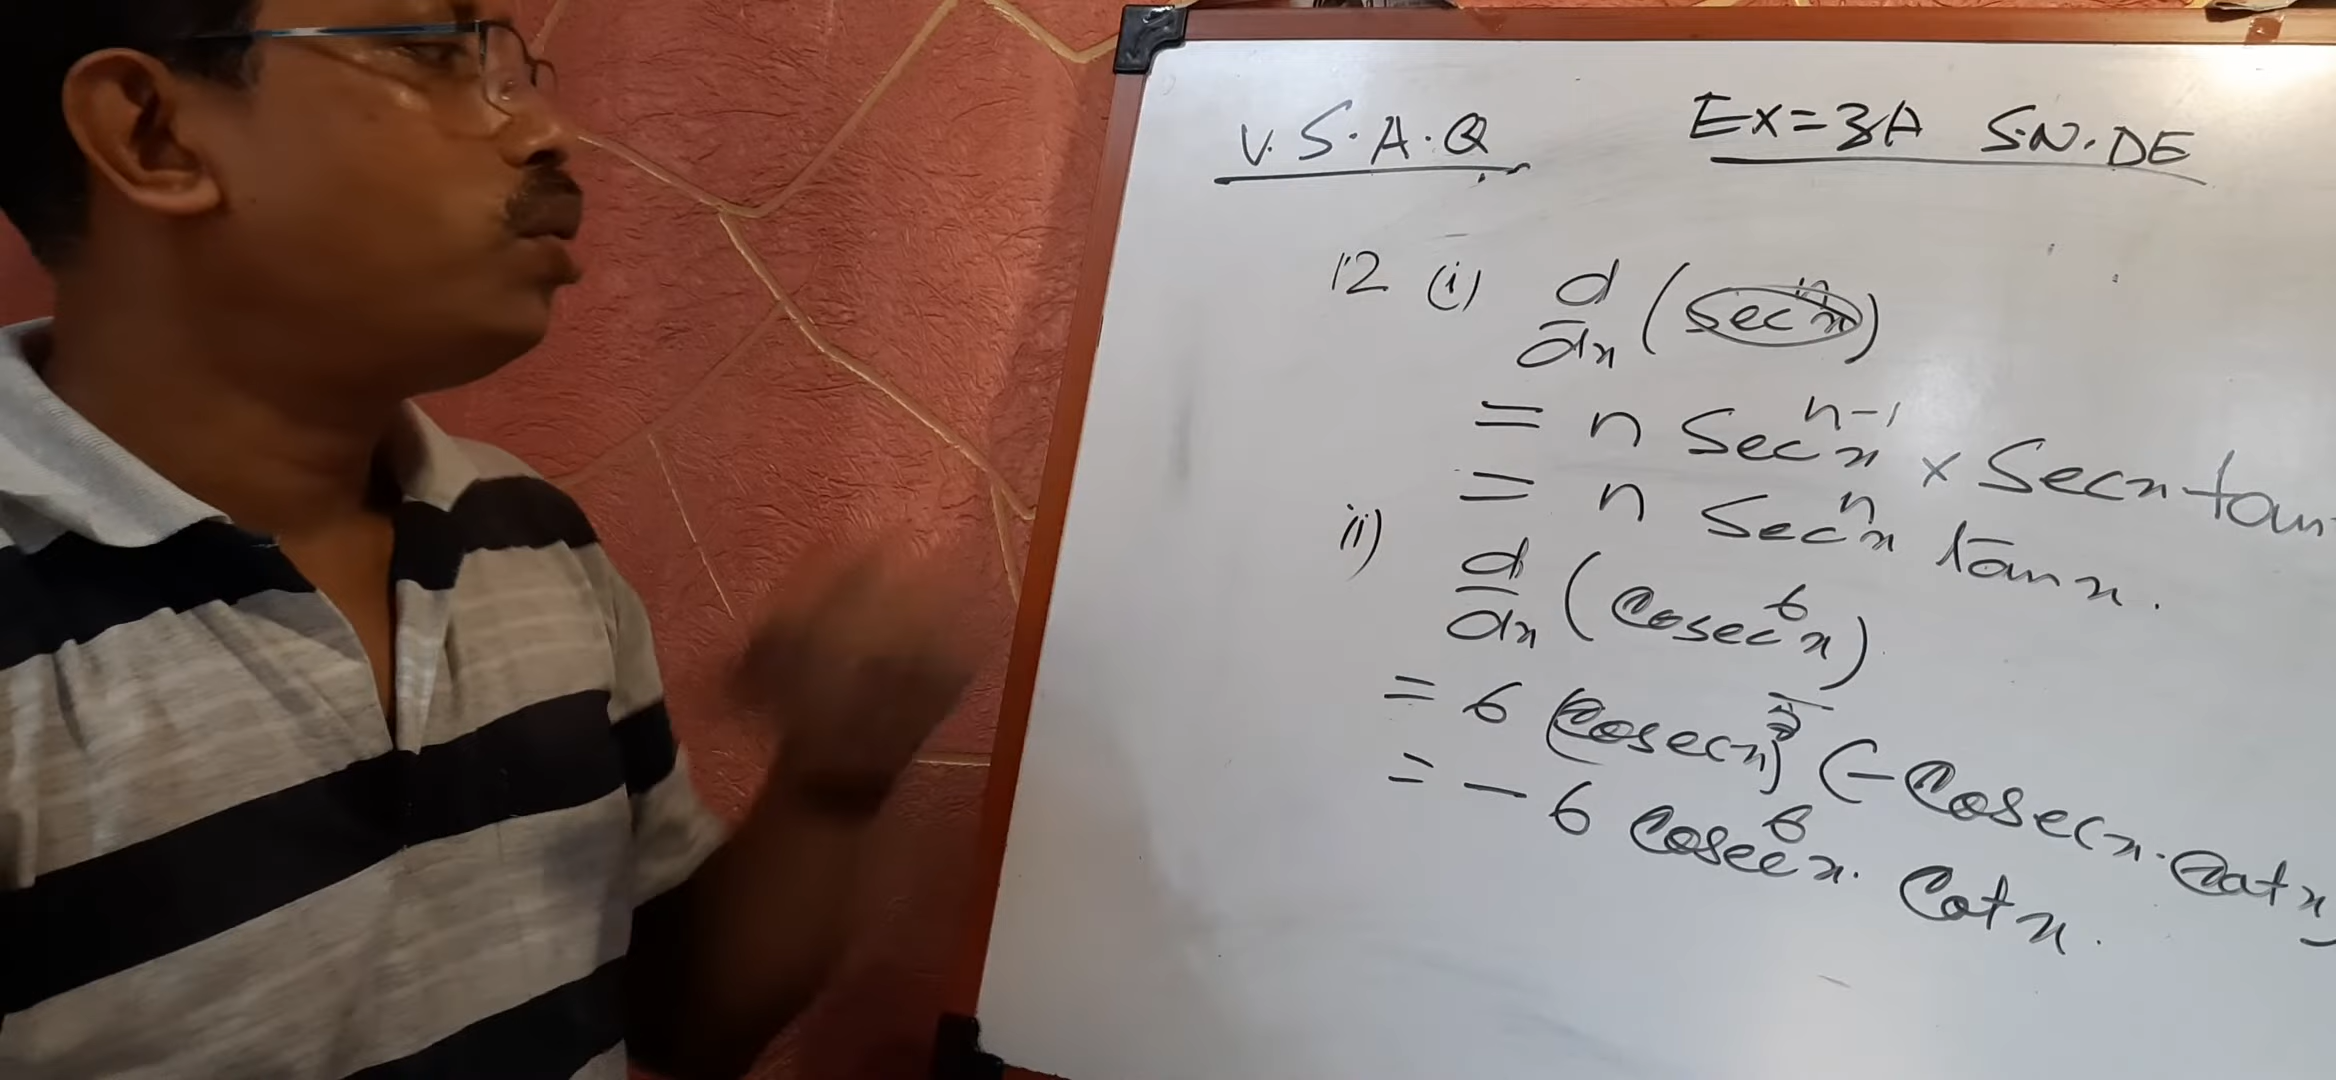 V.S.A.Q Ex=3A S.N.DE
12 (i) d/dx (secⁿx)
= n Secⁿ⁻¹x × Secx tan
= n Secⁿx tanx.
ii) d/dx (Cosec⁶x)
= 6 (Cosecx)⁵ (-Cosecx.Cotx)
= - 6 Cosec⁶x. Cotx.